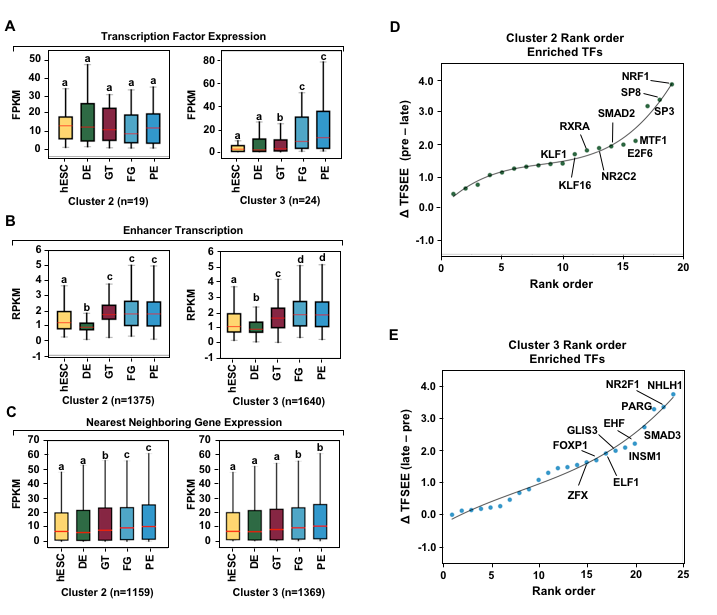 A
Transcription Factor Expression
FPKM
50
40
30
20
10
0
a
a
a
a
a
hESC
DE
GT
FG
PE
Cluster 2 (n=19)
FPKM
80
60
40
20
0
a
a
b
c
c
hESC
DE
GT
FG
PE
Cluster 3 (n=24)
B
Enhancer Transcription
RPKM
6
5
4
3
2
1
0
-1
a
b
c
c
c
hESC
DE
GT
FG
PE
Cluster 2 (n=1375)
RPKM
6
5
4
3
2
1
0
-1
a
b
c
d
d
hESC
DE
GT
FG
PE
Cluster 3 (n=1640)
C
Nearest Neighboring Gene Expression
FPKM
70
60
50
40
30
20
10
0
a
a
b
c
c
hESC
DE
GT
FG
PE
Cluster 2 (n=1159)
FPKM
70
60
50
40
30
20
10
0
a
a
a
b
b
hESC
DE
GT
FG
PE
Cluster 3 (n=1369)
D
Cluster 2 Rank order
Enriched TFs
Δ TFSEE (pre – late)
4.0
3.0
2.0
1.0
-0.0
-1.0
NRF1
SP8
SP3
SMAD2
RXRA
MTF1
KLF1
E2F6
KLF16
NR2C2
0
5
10
15
20
Rank order
E
Cluster 3 Rank order
Enriched TFs
Δ TFSEE (late – pre)
4.0
3.0
2.0
1.0
0.0
-1.0
NR2F1
NHLH1
PARG
EHF
GLIS3
SMAD3
FOXP1
INSM1
ELF1
ZFX
0
5
10
15
20
25
Rank order